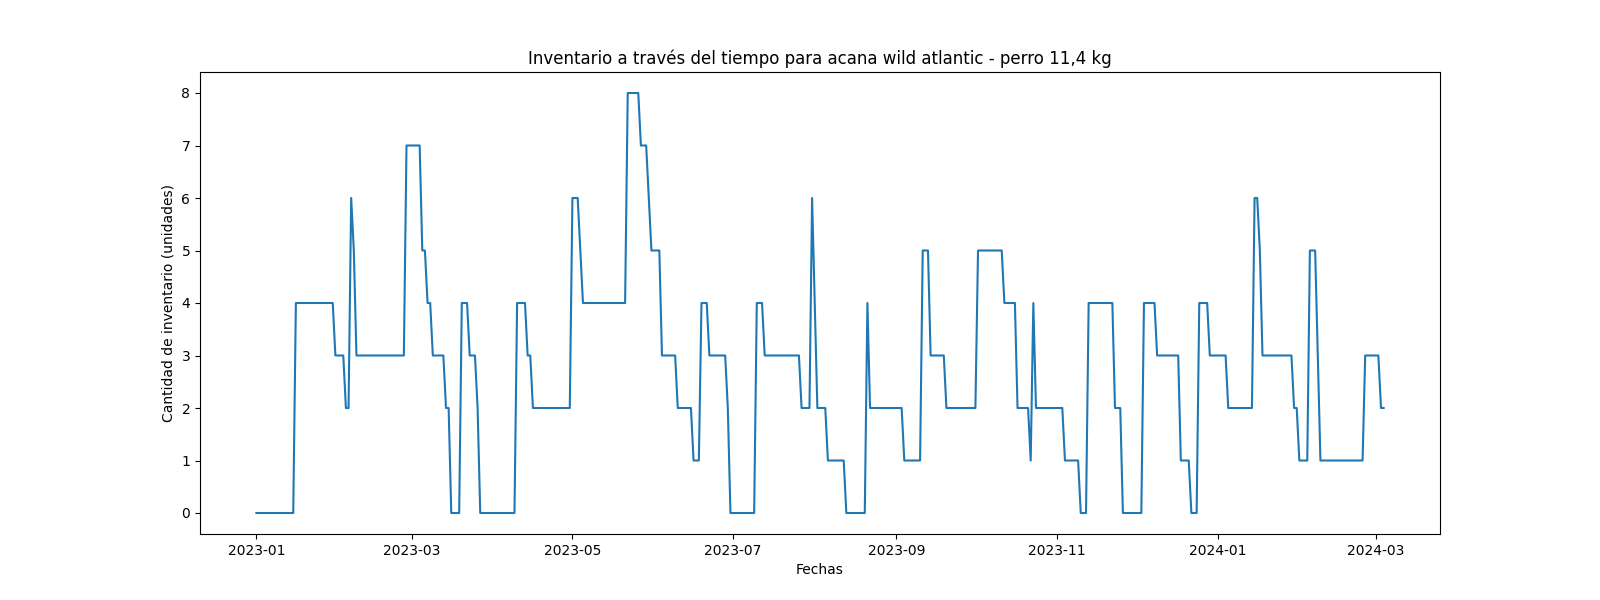 Inventario a través del tiempo para acana wild atlantic - perro 11,4 kg
Cantidad de inventario (unidades)
8
7
6
5
4
3
2
1
0
2023-01 2023-03 2023-05 2023-07 2023-09 2023-11 2024-01 2024-03
Fechas